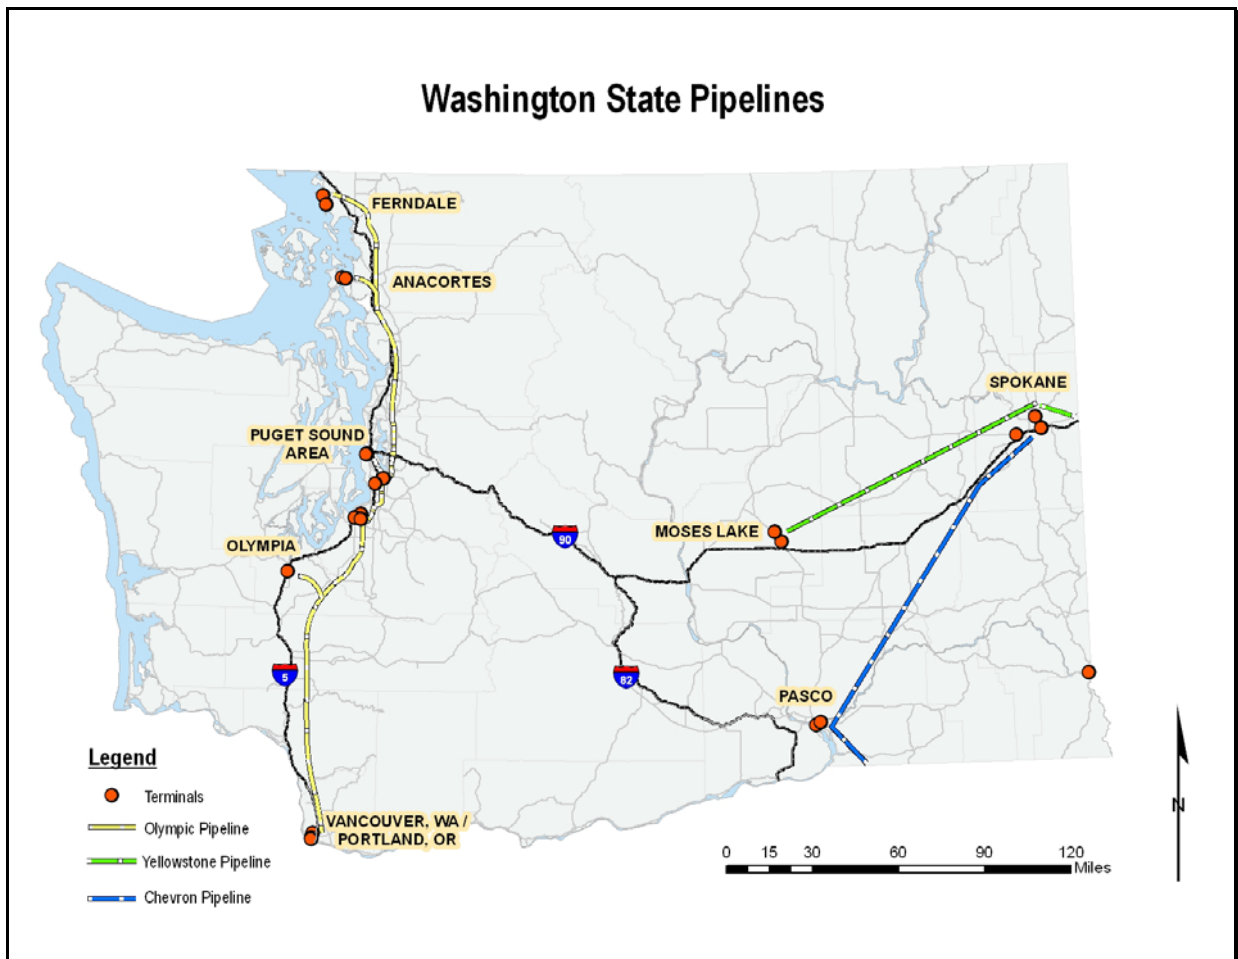 Washington State Pipelines
FERNDALE
ANACORTES
SPOKANE
PUGET SOUND
AREA
MOSES LAKE
90
OLYMPIA
5
82
PASCO
Legend
Terminals
Olympic Pipeline
Yellowstone Pipeline
Chevron Pipeline
VANCOUVER, WA /
PORTLAND, OR
N
0 15 30 60 90 120
Miles